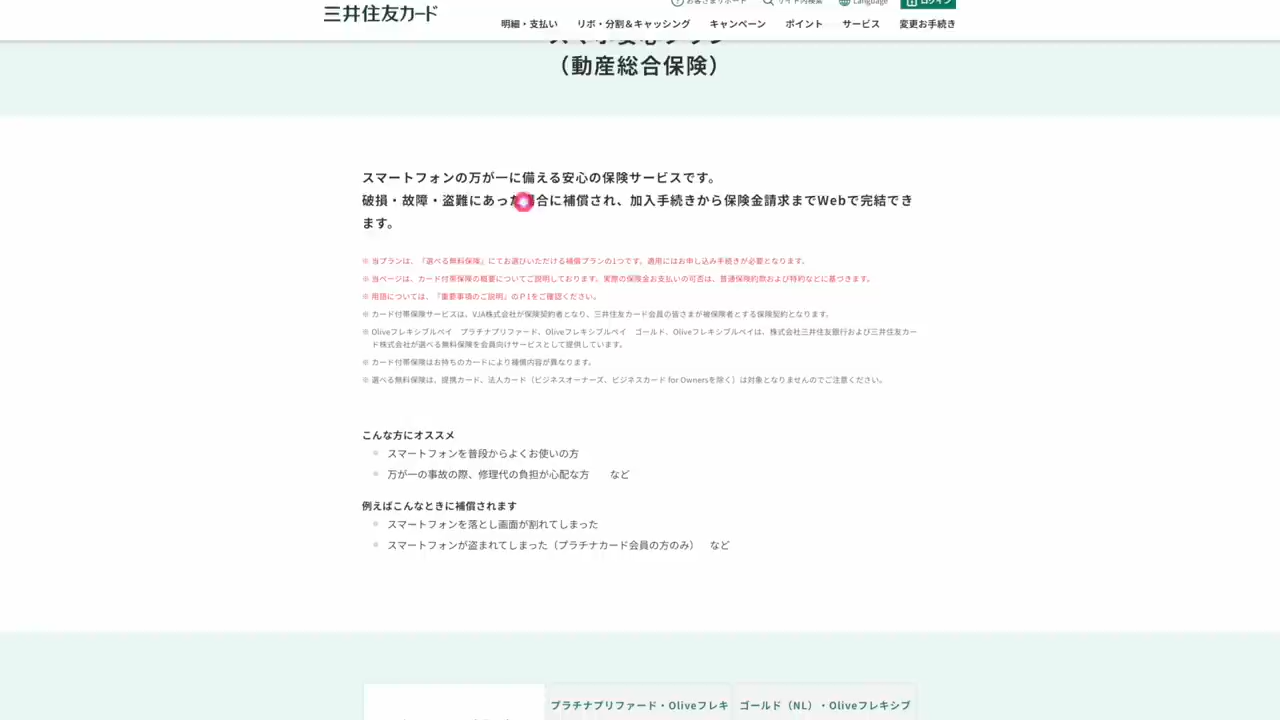 三井住友カード
お客さまサポート
サイト内検索
Language
ログイン
明細・支払い
リボ・分割&キャッシング
キャンペーン
ポイント
サービス
変更お手続き
スマホ安心プラン
（動産総合保険）
スマートフォンの万が一に備える安心の保険サービスです。
破損・故障・盗難にあった場合に補償され、加入手続きから保険金請求までWebで完結でき
ます。
※ 当プランは、『選べる無料保険』にてお選びいただける補償プランの1つです。適用にはお申し込み手続きが必要となります。
※ 当ページは、カード付帯保険の概要についてご説明しております。実際の保険金お支払いの可否は、普通保険約款および特約などに基づきます。
※ 用語については、『重要事項のご説明』のP1をご確認ください。
※ カード付帯保険サービスは、VJA株式会社が保険契約者となり、三井住友カード会員の皆さまが被保険者とする保険契約となります。
※ Oliveフレキシブルペイ　プラチナプリファード、Oliveフレキシブルペイ　ゴールド、Oliveフレキシブルペイは、株式会社三井住友銀行および三井住友カー
ド株式会社が選べる無料保険を会員向けサービスとして提供しています。
※ カード付帯保険はお持ちのカードにより補償内容が異なります。
※ 選べる無料保険は、提携カード、法人カード（ビジネスオーナーズ、ビジネスカード for Ownersを除く）は対象となりませんのでご注意ください。
こんな方にオススメ
スマートフォンを普段からよくお使いの方
万が一の事故の際、修理代の負担が心配な方　　など
例えばこんなときに補償されます
スマートフォンを落とし画面が割れてしまった
スマートフォンが盗まれてしまった（プラチナカード会員の方のみ）　など
プラチナプリファード・Oliveフレキ
ゴールド（NL）・Oliveフレキシブ